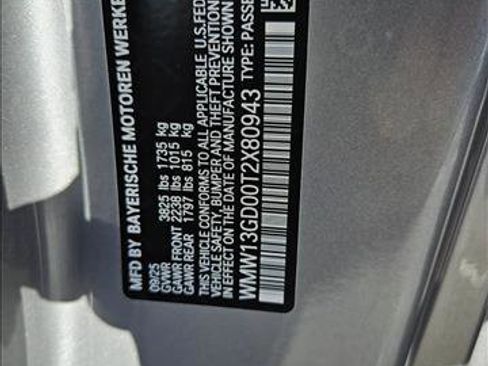 MFD BY BAYERISCHE MOTOREN WERKE
09/25
GVWR 3825 lbs 1735 kg
GAWR FRONT 2238 lbs 1015 kg
GAWR REAR 1797 lbs 815 kg
THIS VEHICLE CONFORMS TO ALL APPLICABLE U.S.FED
VEHICLE SAFETY, BUMPER AND THEFT PREVENTION
IN EFFECT ON THE DATE OF MANUFACTURE SHOWN
WMW13GD00T2X80943 TYPE: PASSE